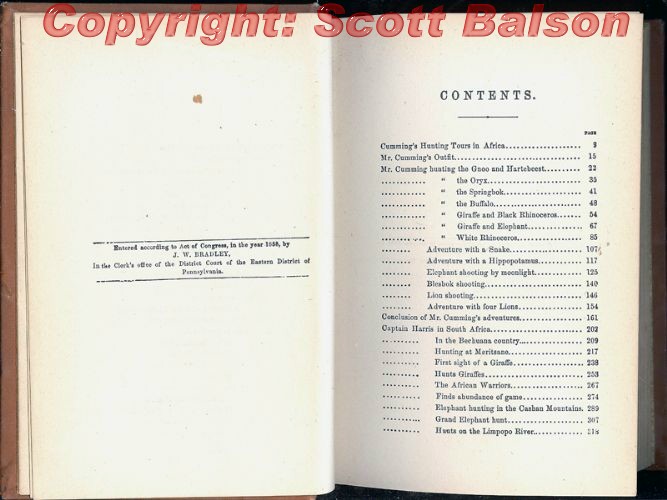 Copyright: Scott Balson
Entered according to Act of Congress, in the year 1856, by
J. W. BRADLEY,
In the Clerk's office of the District Court of the Eastern District of
Pennsylvania.
CONTENTS.
PAGE
Cumming's Hunting Tours in Africa.................... 9
Mr. Cumming's Outfit.................... 15
Mr. Cumming hunting the Gnoo and Hartebeest.......... 22
............ " the Oryx.................... 35
............ " the Springbok.................... 41
............ " the Buffalo.................... 48
............ " Giraffe and Black Rhinoceros....... 54
............ " Giraffe and Elephant............... 67
............ " White Rhinoceros.................. 85
............ Adventure with a Snake.................... 107
.......... Adventure with a Hippopotamus............ 117
.......... Elephant shooting by moonlight............ 125
.......... Blesbok shooting.................... 140
.......... Lion shooting.................... 146
.......... Adventure with four Lions................. 154
Conclusion of Mr. Cumming's adventures................ 161
Captain Harris in South Africa.................... 202
.......... In the Bechuana country.................... 209
.......... Hunting at Meritsane.................... 217
.......... First sight of a Giraffe.................... 238
.......... Hunts Giraffes.................... 253
.......... The African Warriors.................... 267
.......... Finds abundance of game.................. 274
.......... Elephant hunting in the Cashan Mountains. 289
.......... Grand Elephant hunt.................... 307
.......... Hunts on the Limpopo River................ 318